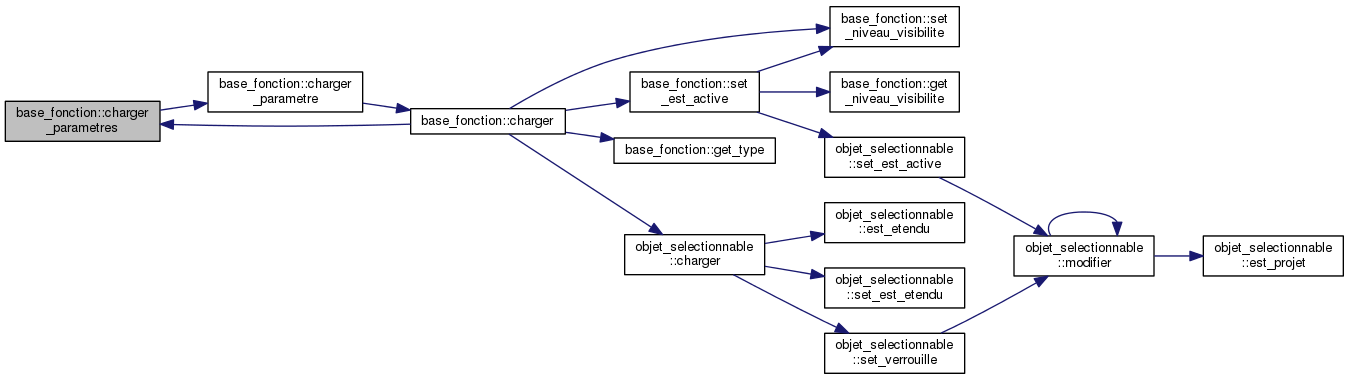 base_fonction::charger
_parametres
base_fonction::charger
_parametre
base_fonction::charger
base_fonction::set
_niveau_visibilite
base_fonction::set
_est_active
base_fonction::get
_niveau_visibilite
base_fonction::get_type
objet_selectionnable
::set_est_active
objet_selectionnable
::charger
objet_selectionnable
::est_etendu
objet_selectionnable
::set_est_etendu
objet_selectionnable
::set_verrouille
objet_selectionnable
::modifier
objet_selectionnable
::est_projet